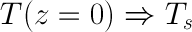 T(z = 0) ⇒ T_s